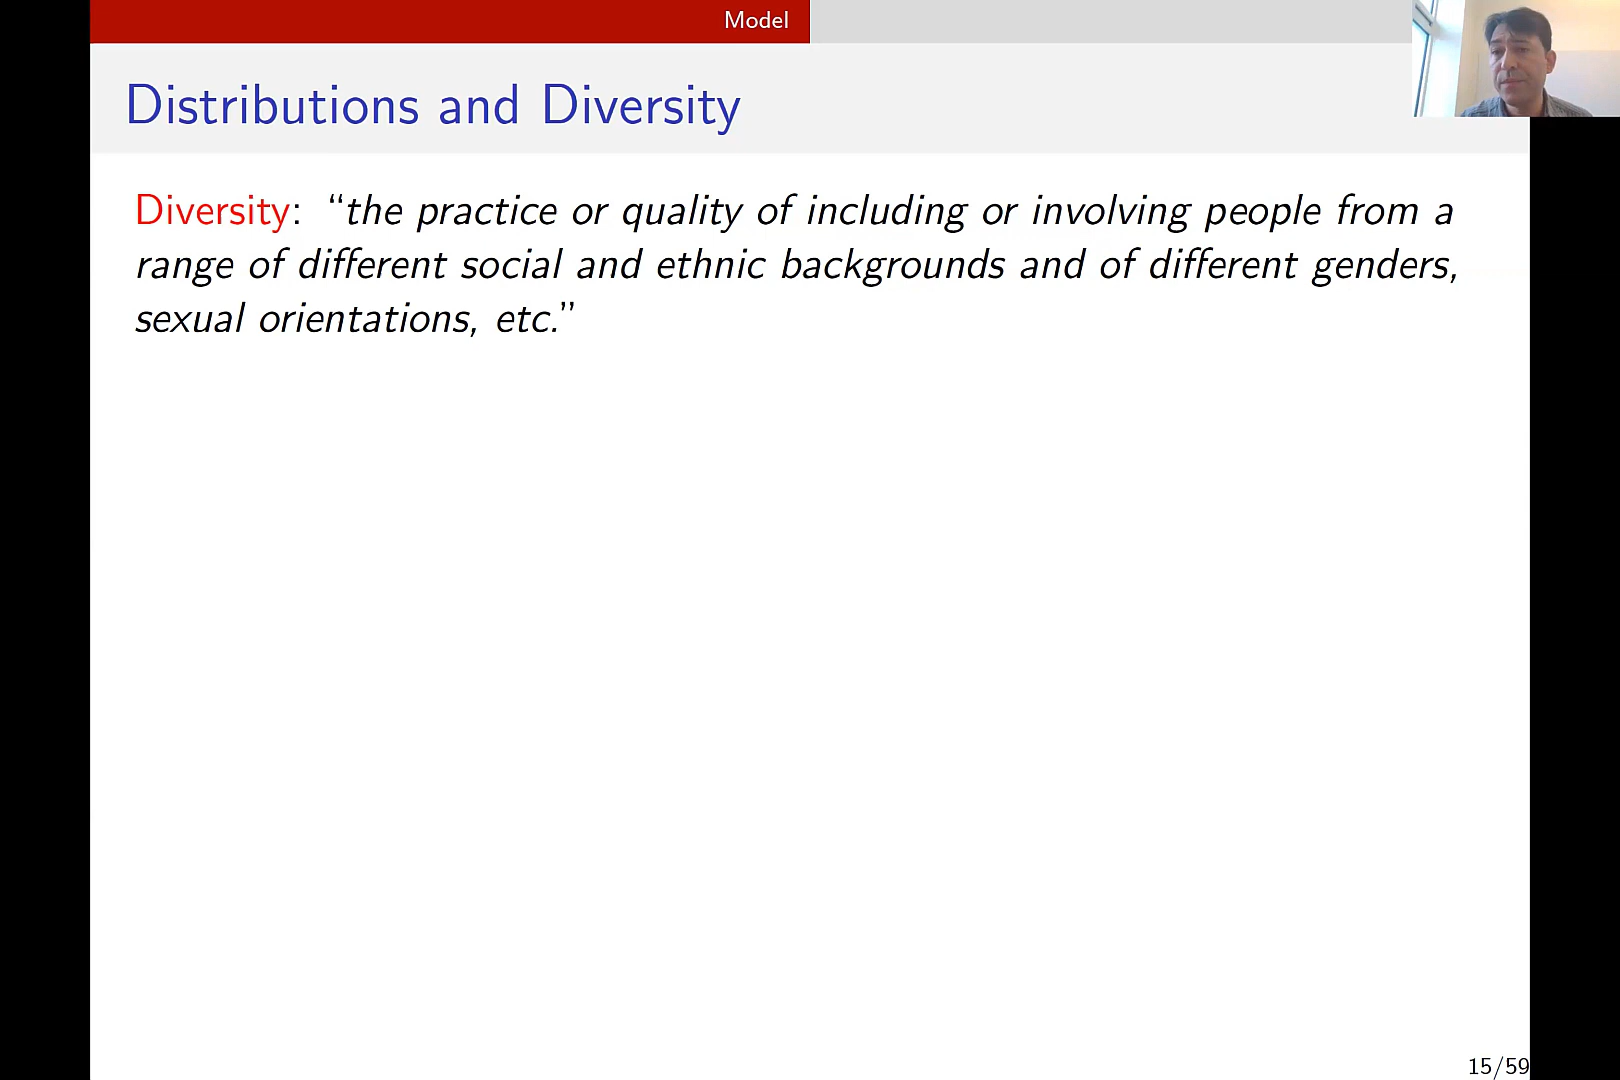 Model
Distributions and Diversity
Diversity: “the practice or quality of including or involving people from a
range of different social and ethnic backgrounds and of different genders,
sexual orientations, etc.”
15/59